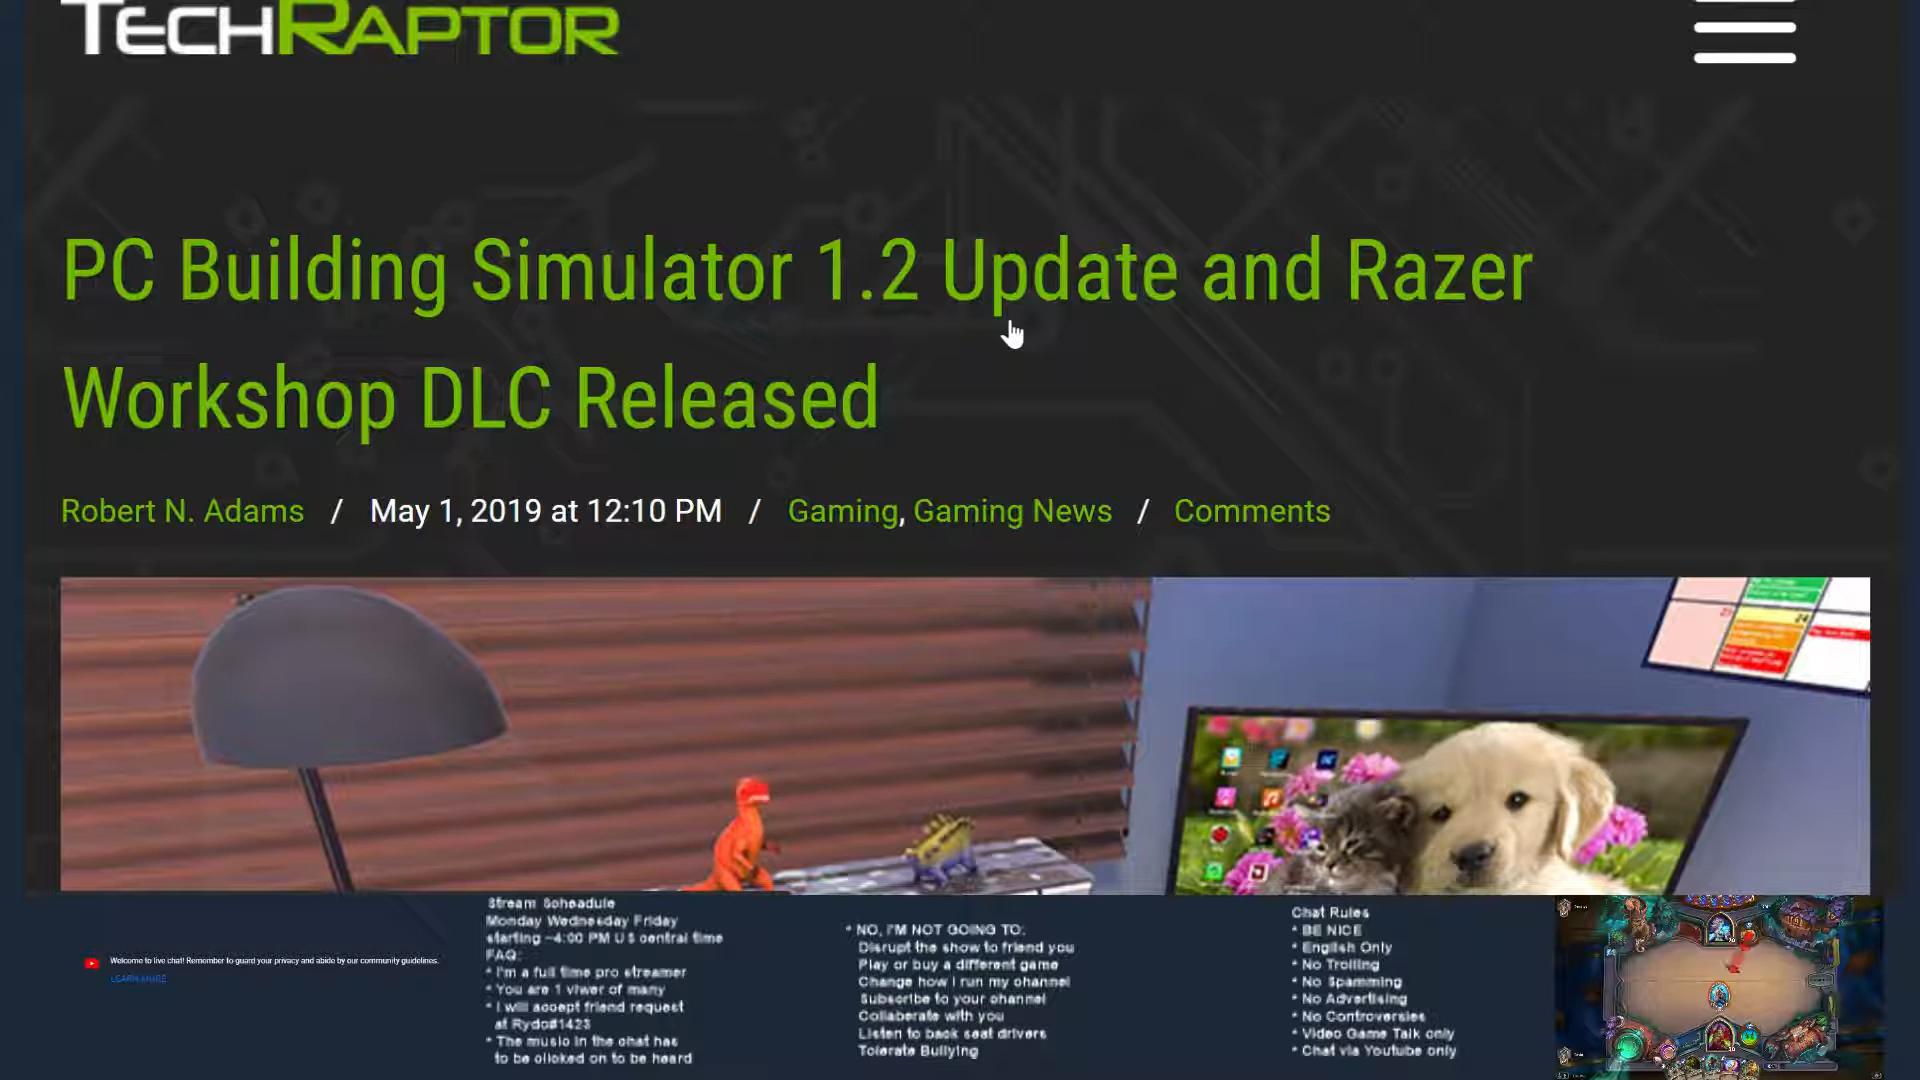 TECHRAPTOR
PC Building Simulator 1.2 Update and Razer
Workshop DLC Released
Robert N. Adams / May 1, 2019 at 12:10 PM / Gaming, Gaming News / Comments
Welcome to live chat! Remember to guard your privacy and abide by our community guidelines.
LEARN MORE
Stream Scheadule
Monday Wednesday Friday
starting ~4:00 PM US central time
FAQ:
* I'm a full time pro streamer
* You are 1 viwer of many
* I will accept friend request
at Rydo#1423
* The music in the chat has
to be clicked on to be heard
* NO, I'M NOT GOING TO:
Disrupt the show to friend you
Play or buy a different game
Change how I run my channel
Subscribe to your channel
Collaberate with you
Listen to back seat drivers
Tolerate Bullying
Chat Rules
* BE NICE
* English Only
* No Trolling
* No Spamming
* No Advertising
* No Controversies
* Video Game Talk only
* Chat via Youtube only